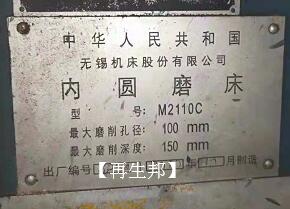 中华人民共和国
无锡机床股份有限公司
内圆磨床
型号: M2110C
最大磨削孔径: 100 mm
最大磨削深度: 150 mm
出厂编号 月制造
【再生邦】